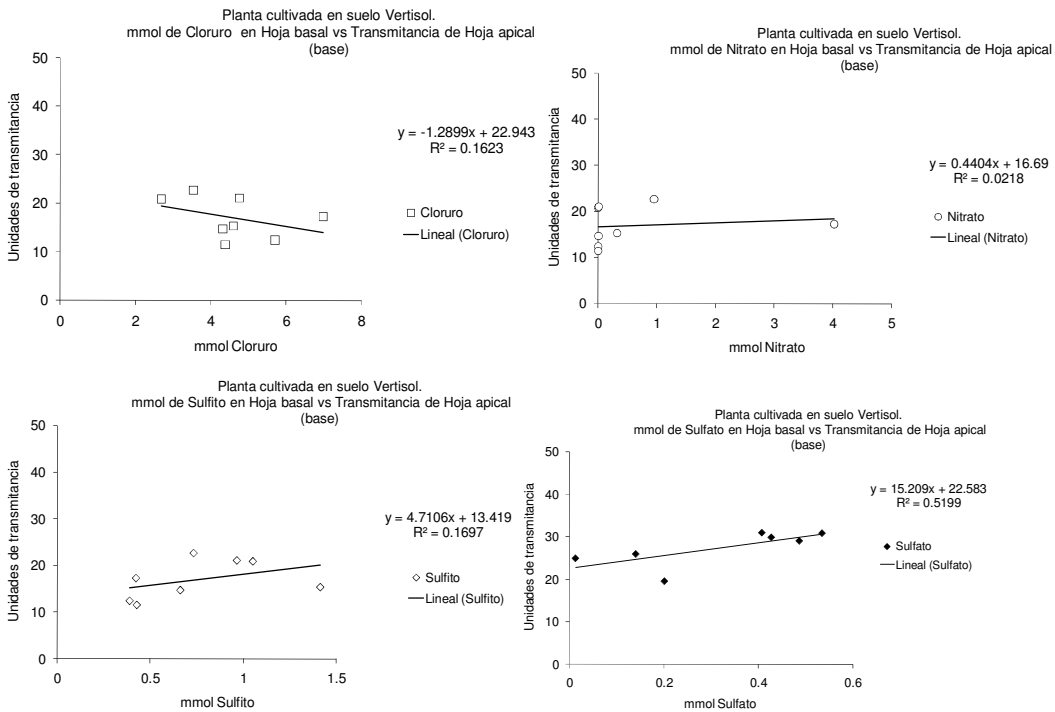 Planta cultivada en suelo Vertisol.
mmol de Cloruro en Hoja basal vs Transmitancia de Hoja apical
(base)
50
40
30
20
10
0
Unidades de transmitancia
y = -1.2899x + 22.943
R² = 0.1623
Cloruro
Lineal (Cloruro)
0 2 4 6 8
mmol Cloruro
Planta cultivada en suelo Vertisol.
mmol de Nitrato en Hoja basal vs Transmitancia de Hoja apical
(base)
50
40
30
20
10
0
Unidades de transmitancia
y = 0.4404x + 16.69
R² = 0.0218
Nitrato
Lineal (Nitrato)
0 1 2 3 4 5
mmol Nitrato
Planta cultivada en suelo Vertisol.
mmol de Sulfito en Hoja basal vs Transmitancia de Hoja apical
(base)
50
40
30
20
10
0
Unidades de transmitancia
y = 4.7106x + 13.419
R² = 0.1697
Sulfito
Lineal (Sulfito)
0 0.5 1 1.5
mmol Sulfito
Planta cultivada en suelo Vertisol.
mmol de Sulfato en Hoja basal vs Transmitancia de Hoja apical
(base)
50
40
30
20
10
0
Unidades de transmitancia
y = 15.209x + 22.583
R² = 0.5199
Sulfato
Lineal (Sulfato)
0 0.2 0.4 0.6
mmol Sulfato